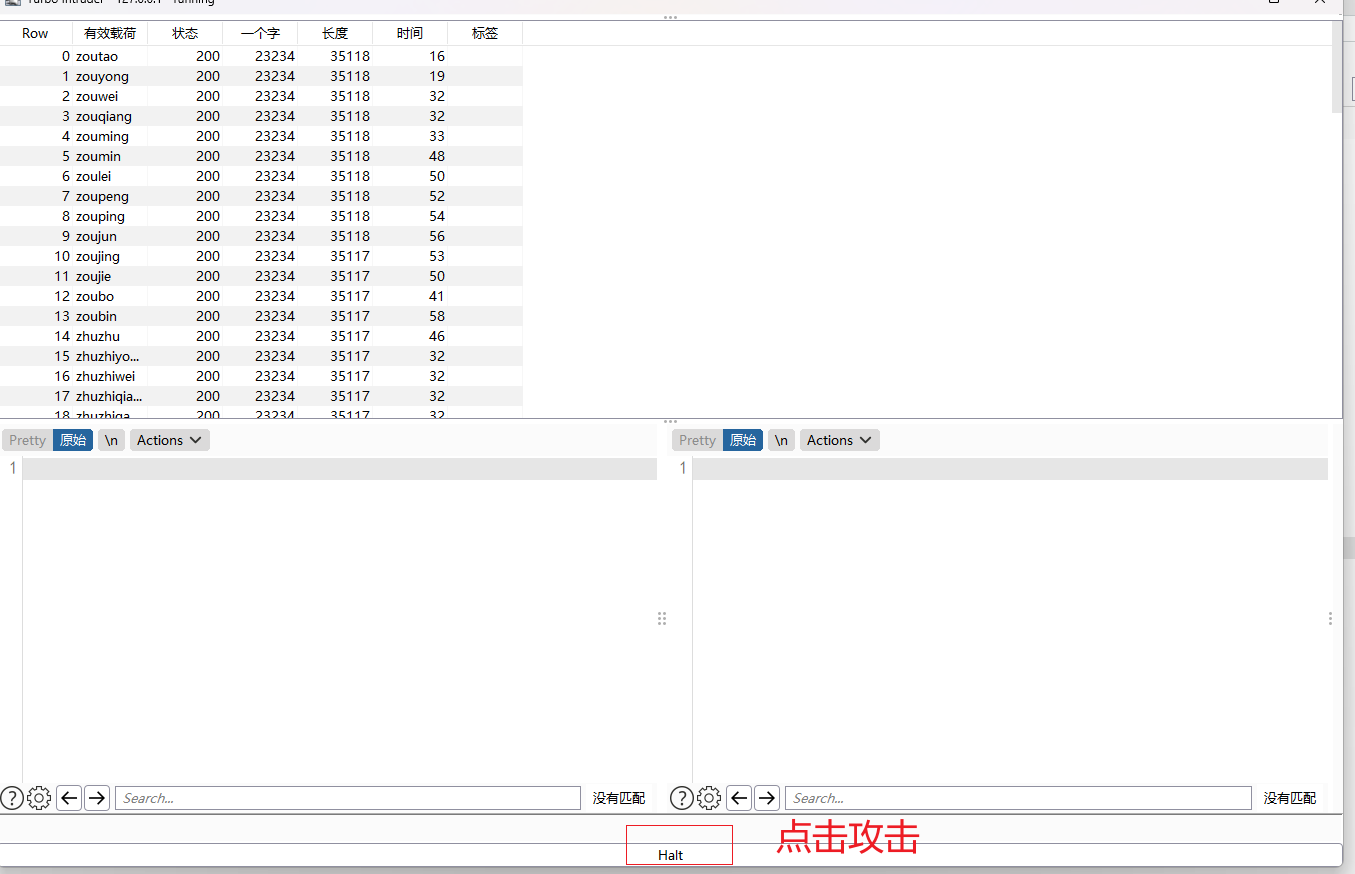 Turbo Intruder - 127.0.0.1 - running
Row 有效载荷 状态 一个字 长度 时间 标签
0 zoutao 200 23234 35118 16
1 zouyong 200 23234 35118 19
2 zouwei 200 23234 35118 32
3 zouqiang 200 23234 35118 32
4 zouming 200 23234 35118 33
5 zoumin 200 23234 35118 48
6 zoulei 200 23234 35118 50
7 zoupeng 200 23234 35118 52
8 zouping 200 23234 35118 54
9 zoujun 200 23234 35118 56
10 zoujing 200 23234 35117 53
11 zoujie 200 23234 35117 50
12 zoubo 200 23234 35117 41
13 zoubin 200 23234 35117 58
14 zhuzhu 200 23234 35117 46
15 zhuzhiyo... 200 23234 35117 32
16 zhuzhiwei 200 23234 35117 32
17 zhuzhiqia... 200 23234 35117 32
18 zhuzhiga 200 23234 35117 32
Pretty 原始 \n Actions Pretty 原始 \n Actions
1 1
? Search... 没有匹配 ? Search... 没有匹配
点击攻击
Halt